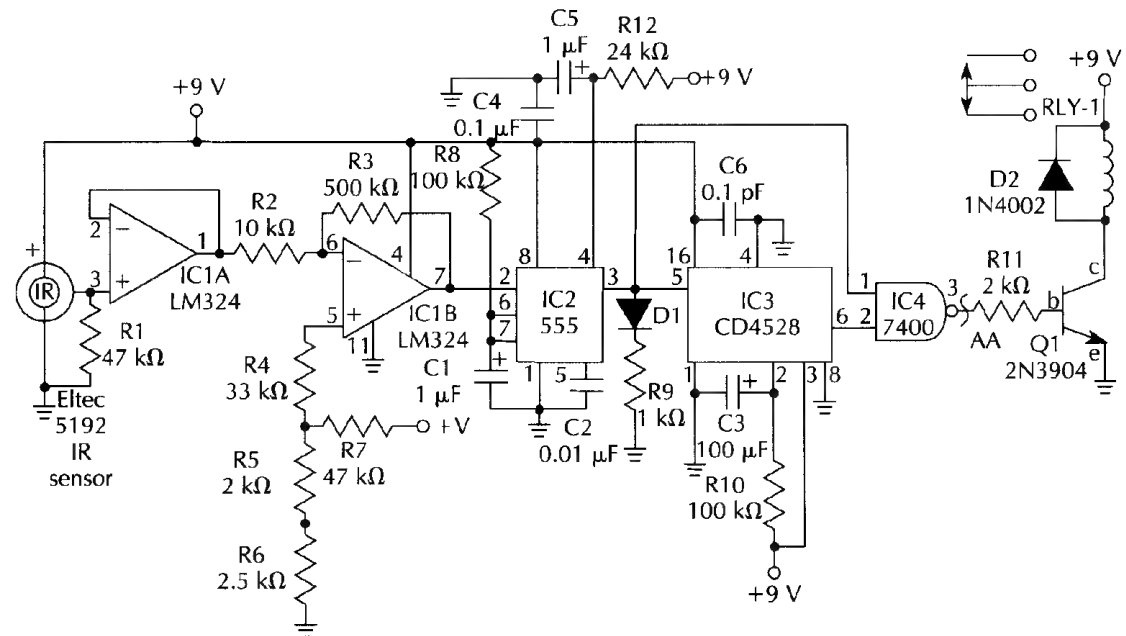 C5
1 µF
+
R12
24 kΩ
+9 V
+9 V
+9 V
RLY-1
C4
0.1 µF
R3
500 kΩ
R8
100 kΩ
C6
0.1 pF
D2
1N4002
R2
10 kΩ
2
−
1
+
3
+
IR
IC1A
LM324
6
−
4
7
5
+
11
IC1B
LM324
8
4
2
6
7
3
IC2
555
1
5
D1
16
4
5
IC3
CD4528
6
1
2
3
8
1
2
3
IC4
7400
AA
R11
2 kΩ
c
b
e
Q1
2N3904
R1
47 kΩ
Eltec
5192
IR
sensor
R4
33 kΩ
+V
R7
47 kΩ
R5
2 kΩ
R6
2.5 kΩ
C1
1 µF
+
C2
0.01 µF
R9
1 kΩ
+
C3
100 µF
R10
100 kΩ
+9 V